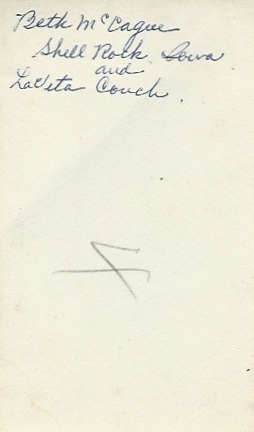 Beth McCague
Shell Rock, Iowa
and
LaVeta Couch.